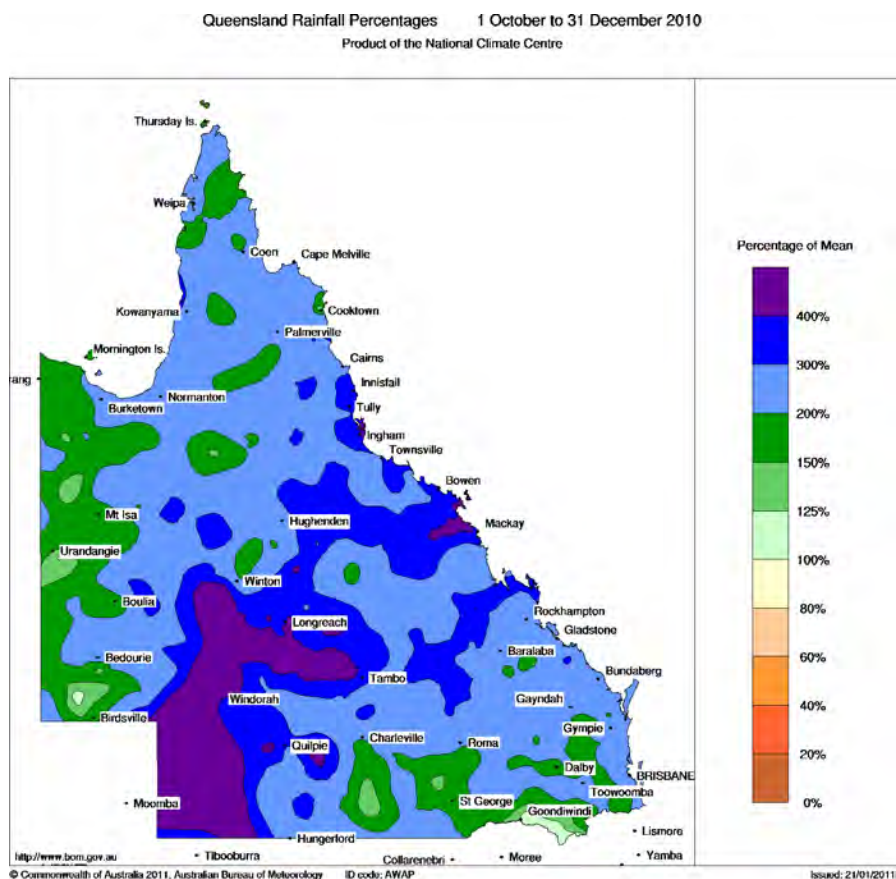 Queensland Rainfall Percentages 1 October to 31 December 2010
Product of the National Climate Centre
Thursday Is.
Weipa
Coen
Cape Melville
Percentage of Mean
Kowanyama
Cooktown
400%
Palmerville
Mornington Is.
Cairns
300%
rang
Innisfail
Normanton
Burketown
Tully
200%
Ingham
Townsville
150%
Bowen
Mt Isa
Hughenden
Mackay
125%
Urandangie
100%
Winton
Boulia
80%
Longreach
Rockhampton
Gladstone
Bedourie
Baralaba
60%
Tambo
Bundaberg
Windorah
Gayndah
40%
Birdsville
Gympie
Quilpie
Charleville
Roma
20%
Dalby
BRISBANE
Toowoomba
Moomba
St George
0%
Goondiwindi
Hungerford
Lismore
http://www.bom.gov.au
Tibooburra
Collarenebri
Moree
Yamba
© Commonwealth of Australia 2011, Australian Bureau of Meteorology ID code: AWAP Issued: 21/01/2011